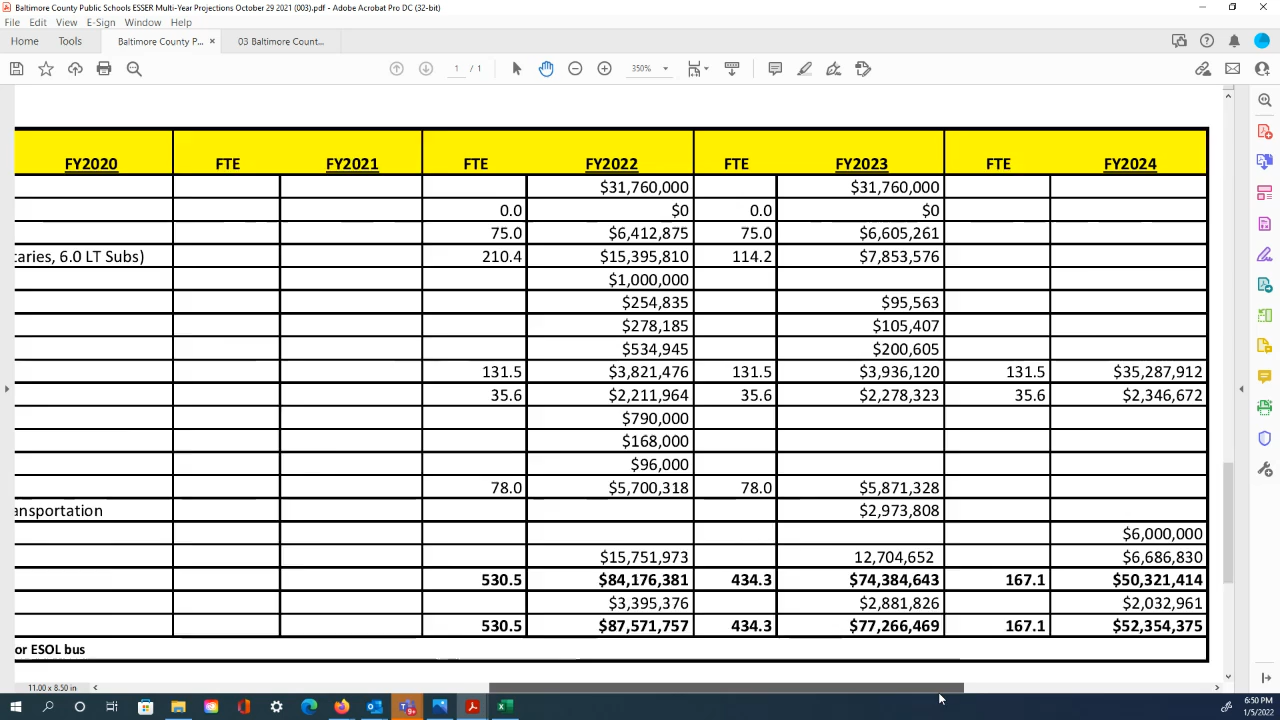 Baltimore County Public Schools ESSER Multi-Year Projections October 29 2021 (003).pdf - Adobe Acrobat Pro DC (32-bit)
File Edit View E-Sign Window Help
Home Tools Baltimore County P... × 03 Baltimore Count...
1 / 1 350%
FY2020 FTE FY2021 FTE FY2022 FTE FY2023 FTE FY2024
$31,760,000 $31,760,000
0.0 $0 0.0 $0
75.0 $6,412,875 75.0 $6,605,261
taries, 6.0 LT Subs) 210.4 $15,395,810 114.2 $7,853,576
$1,000,000
$254,835 $95,563
$278,185 $105,407
$534,945 $200,605
131.5 $3,821,476 131.5 $3,936,120 131.5 $35,287,912
35.6 $2,211,964 35.6 $2,278,323 35.6 $2,346,672
$790,000
$168,000
$96,000
78.0 $5,700,318 78.0 $5,871,328
ansportation $2,973,808
$6,000,000
$15,751,973 12,704,652 $6,686,830
530.5 $84,176,381 434.3 $74,384,643 167.1 $50,321,414
$3,395,376 $2,881,826 $2,032,961
530.5 $87,571,757 434.3 $77,266,469 167.1 $52,354,375
or ESOL bus
11.00 x 8.50 in
6:50 PM
1/5/2022